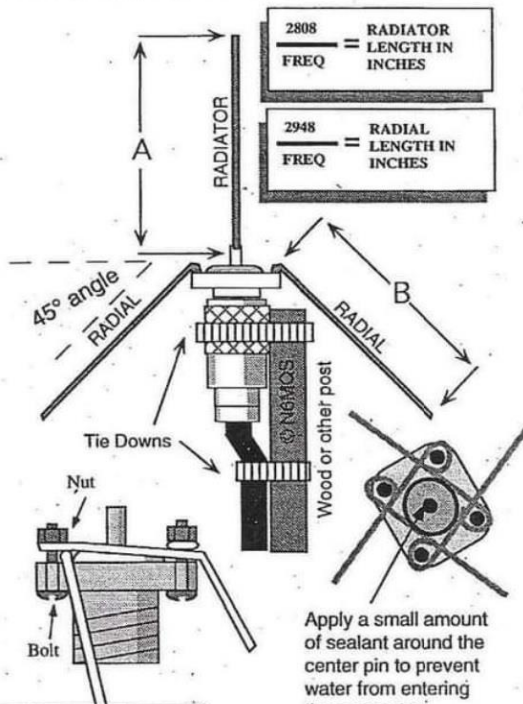 2808
FREQ
= RADIATOR
LENGTH IN
INCHES
2948
FREQ
= RADIAL
LENGTH IN
INCHES
A
RADIATOR
45° angle
RADIAL
B
RADIAL
Tie Downs
© N6MQS
Wood or other post
Nut
Bolt
Apply a small amount
of sealant around the
center pin to prevent
water from entering